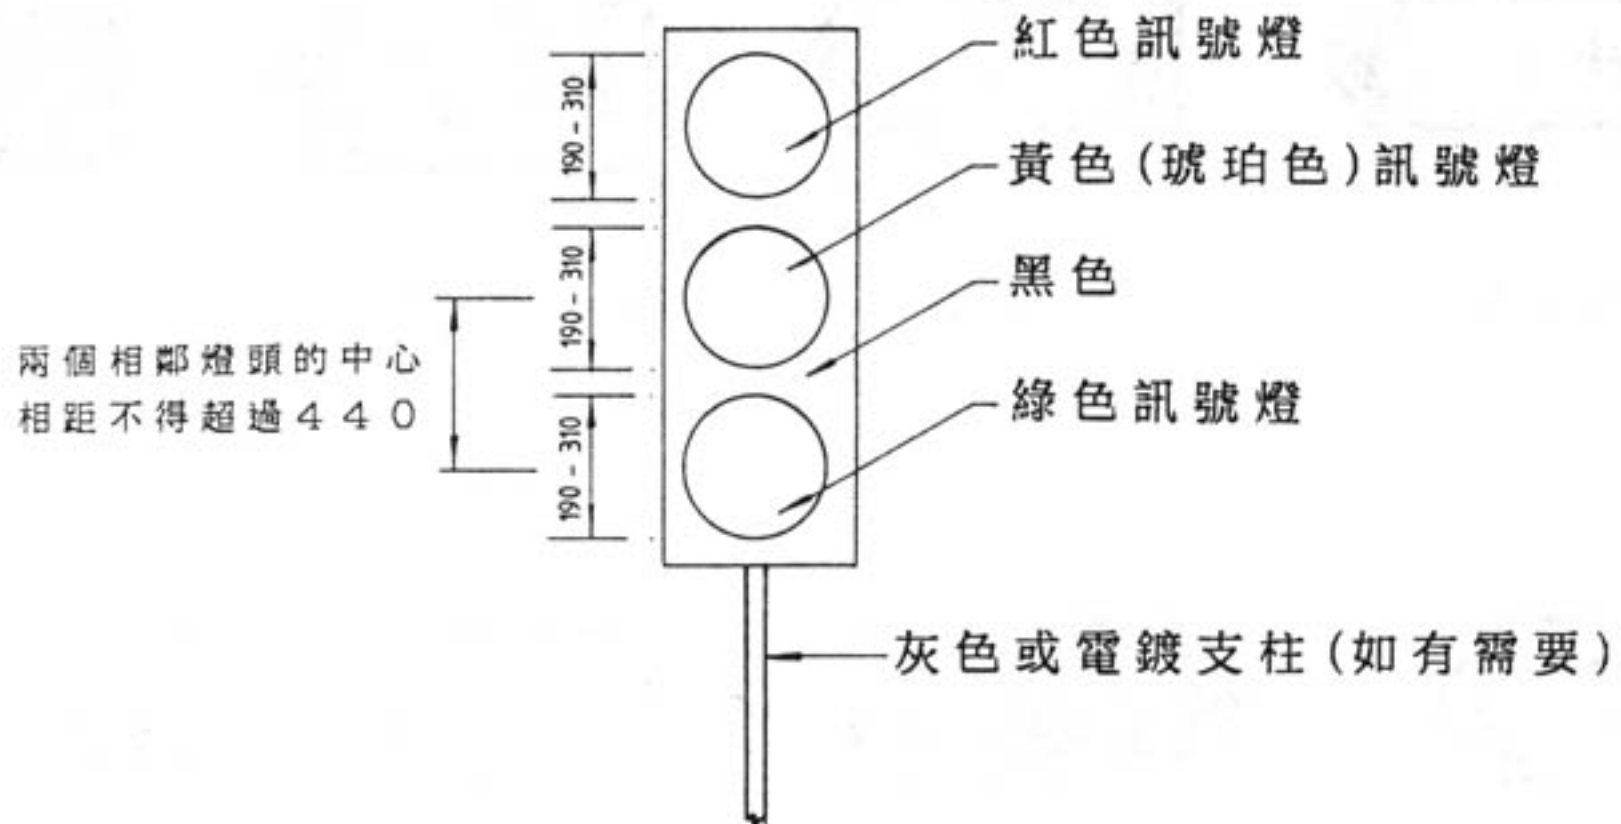 紅色訊號燈
190-310
黃色(琥珀色)訊號燈
190-310
黑色
兩個相鄰燈頭的中心
相距不得超過440
綠色訊號燈
190-310
灰色或電鍍支柱(如有需要)